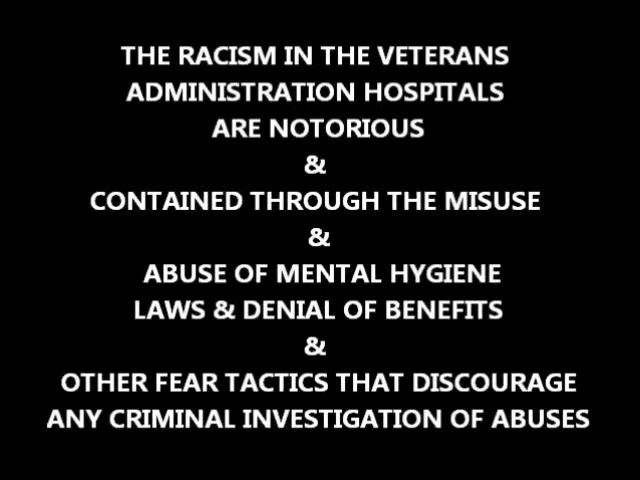 THE RACISM IN THE VETERANS
ADMINISTRATION HOSPITALS
ARE NOTORIOUS
&
CONTAINED THROUGH THE MISUSE
&
ABUSE OF MENTAL HYGIENE
LAWS & DENIAL OF BENEFITS
&
OTHER FEAR TACTICS THAT DISCOURAGE
ANY CRIMINAL INVESTIGATION OF ABUSES